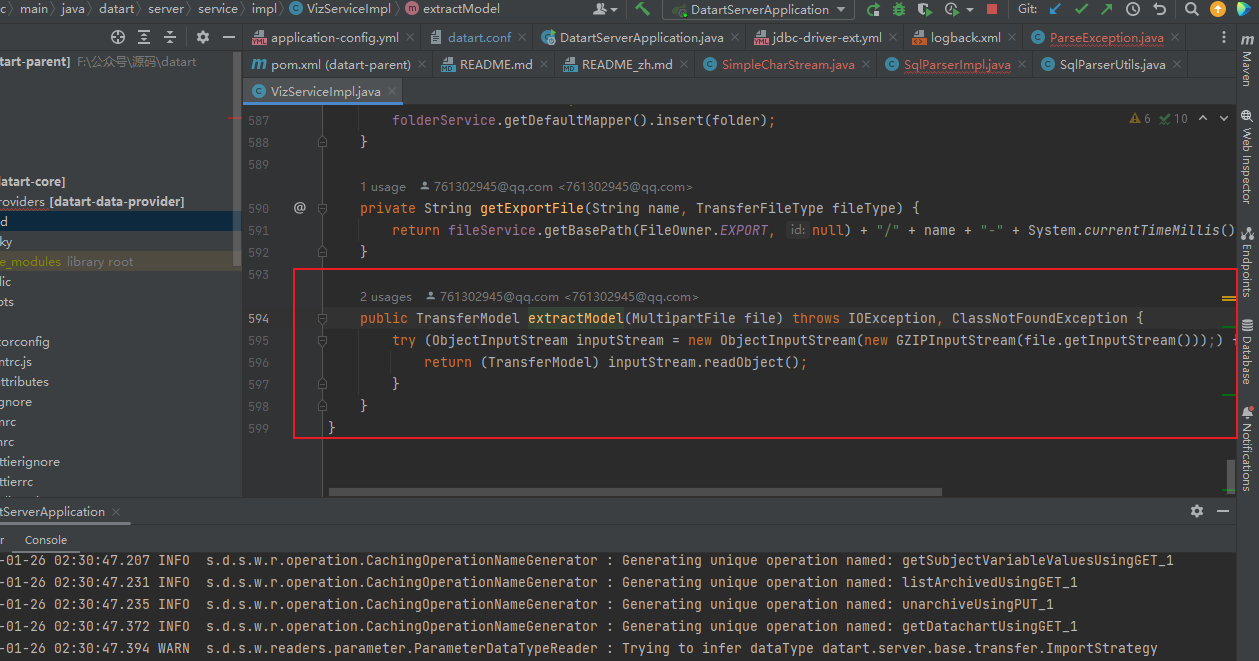 c main java datart server service impl VizServiceImpl extractModel DatartServerApplication Git:
application-config.yml datart.conf DatartServerApplication.java jdbc-driver-ext.yml logback.xml ParseException.java
tart-parent] F:\公众号\源码\datart pom.xml (datart-parent) README.md README_zh.md SimpleCharStream.java SqlParserImpl.java SqlParserUtils.java
VizServiceImpl.java
587 folderService.getDefaultMapper().insert(folder);
6 10
588 }
589
1 usage 761302945@qq.com <761302945@qq.com>
590 @ private String getExportFile(String name, TransferFileType fileType) {
591 return fileService.getBasePath(FileOwner.EXPORT, id: null) + "/" + name + "-" + System.currentTimeMillis()
592 }
593
2 usages 761302945@qq.com <761302945@qq.com>
594 public TransferModel extractModel(MultipartFile file) throws IOException, ClassNotFoundException {
595 try (ObjectInputStream inputStream = new ObjectInputStream(new GZIPInputStream(file.getInputStream()));)
596 return (TransferModel) inputStream.readObject();
597 }
598 }
599 }
latart-core]
roviders [datart-data-provider]
d
ky
e_modules library root
lic
pts
torconfig
ntrc.js
ttributes
gnore
mrc
nrc
ttierignore
ttierrc
Maven
Web Inspector
Endpoints
Database
Notifications
tServerApplication
r Console
-01-26 02:30:47.207 INFO s.d.s.w.r.operation.CachingOperationNameGenerator : Generating unique operation named: getSubjectVariableValuesUsingGET_1
-01-26 02:30:47.231 INFO s.d.s.w.r.operation.CachingOperationNameGenerator : Generating unique operation named: listArchivedUsingGET_1
-01-26 02:30:47.235 INFO s.d.s.w.r.operation.CachingOperationNameGenerator : Generating unique operation named: unarchiveUsingPUT_1
-01-26 02:30:47.372 INFO s.d.s.w.r.operation.CachingOperationNameGenerator : Generating unique operation named: getDatachartUsingGET_1
-01-26 02:30:47.394 WARN s.d.s.w.readers.parameter.ParameterDataTypeReader : Trying to infer dataType datart.server.base.transfer.ImportStrategy